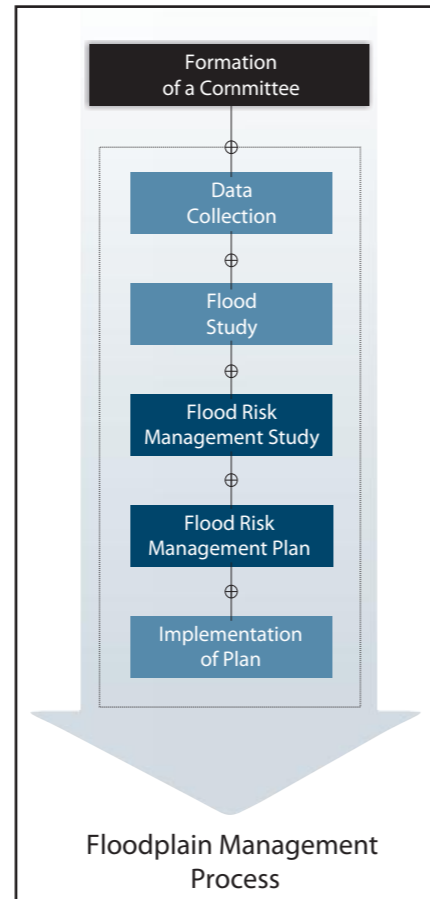 Formation
of a Committee
Data
Collection
Flood
Study
Flood Risk
Management Study
Flood Risk
Management Plan
Implementation
of Plan
Floodplain Management
Process